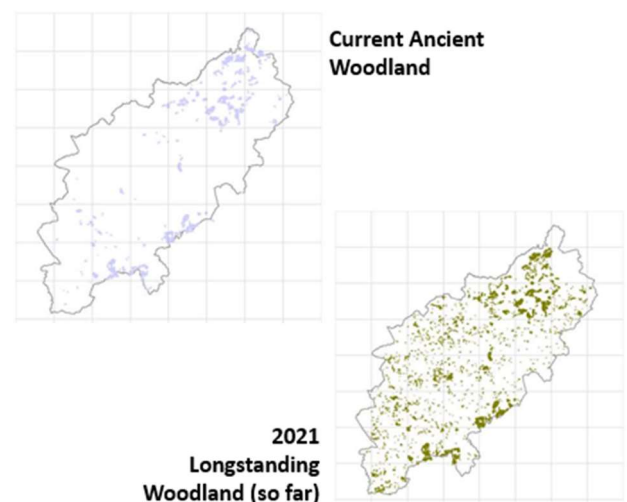 Current Ancient
Woodland
2021
Longstanding
Woodland (so far)